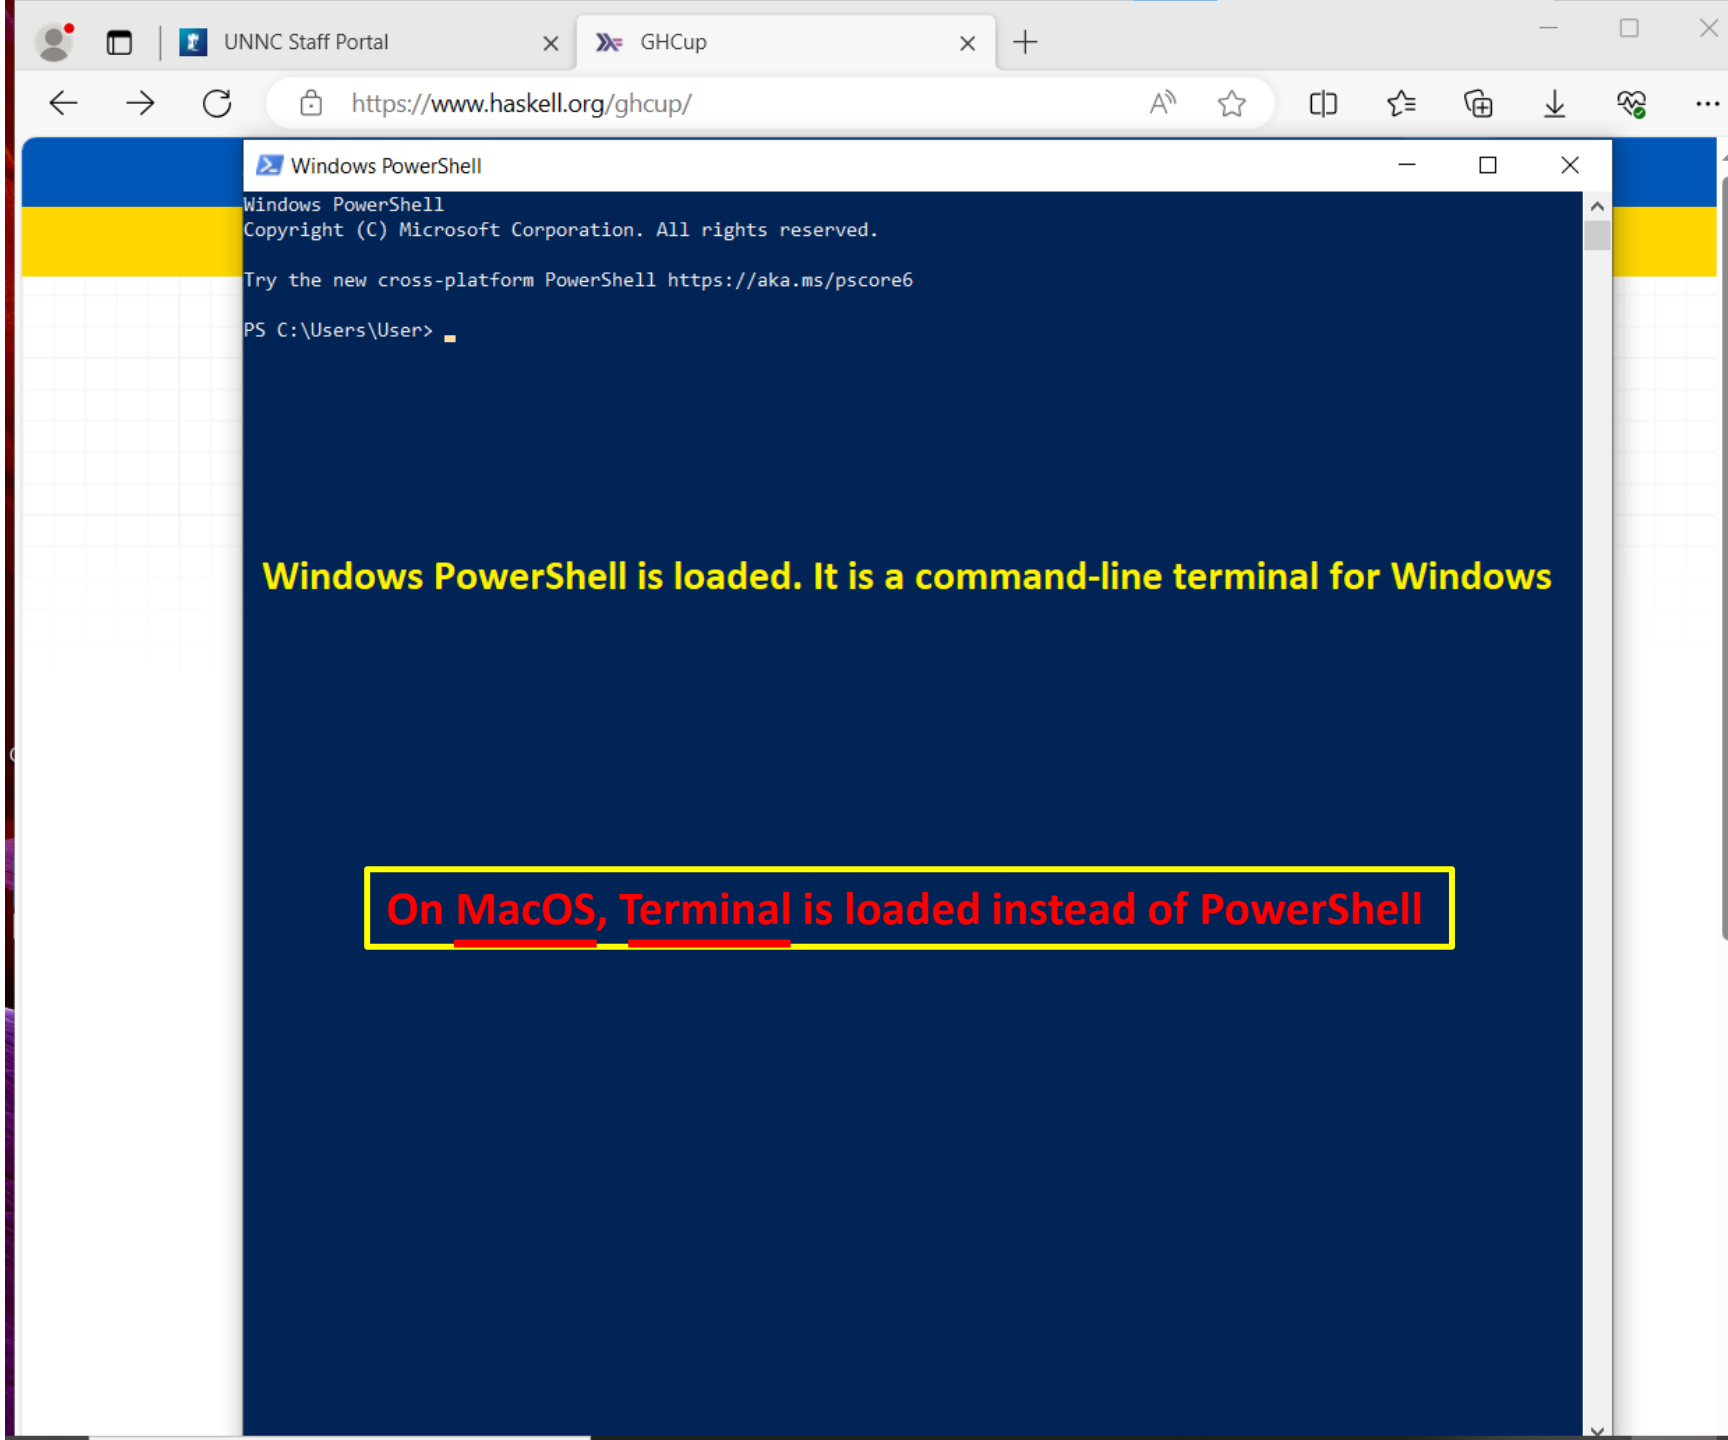 UNNC Staff Portal
GHCup
https://www.haskell.org/ghcup/
Windows PowerShell
Windows PowerShell
Copyright (C) Microsoft Corporation. All rights reserved.
Try the new cross-platform PowerShell https://aka.ms/pscore6
PS C:\Users\User>
Windows PowerShell is loaded. It is a command-line terminal for Windows
On MacOS, Terminal is loaded instead of PowerShell